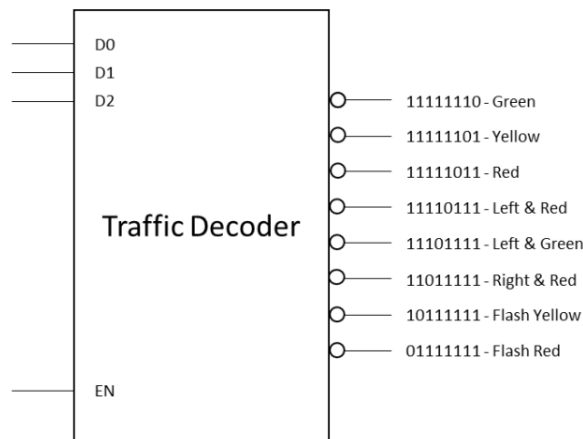 D0
D1
D2
11111110 - Green
11111101 - Yellow
11111011 - Red
11110111 - Left & Red
Traffic Decoder
11101111 - Left & Green
11011111 - Right & Red
10111111 - Flash Yellow
01111111 - Flash Red
EN